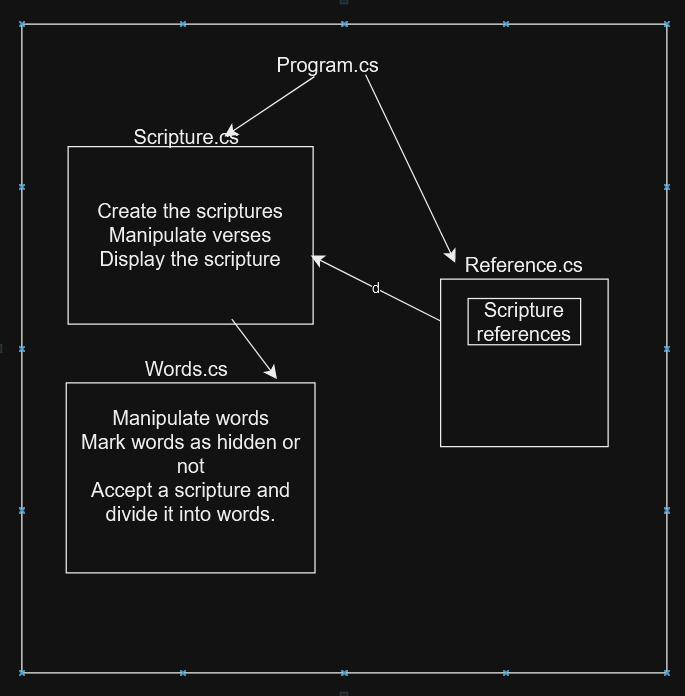 Program.cs
Scripture.cs
Create the scriptures
Manipulate verses
Display the scripture
d
Reference.cs
Scripture
references
Words.cs
Manipulate words
Mark words as hidden or
not
Accept a scripture and
divide it into words.